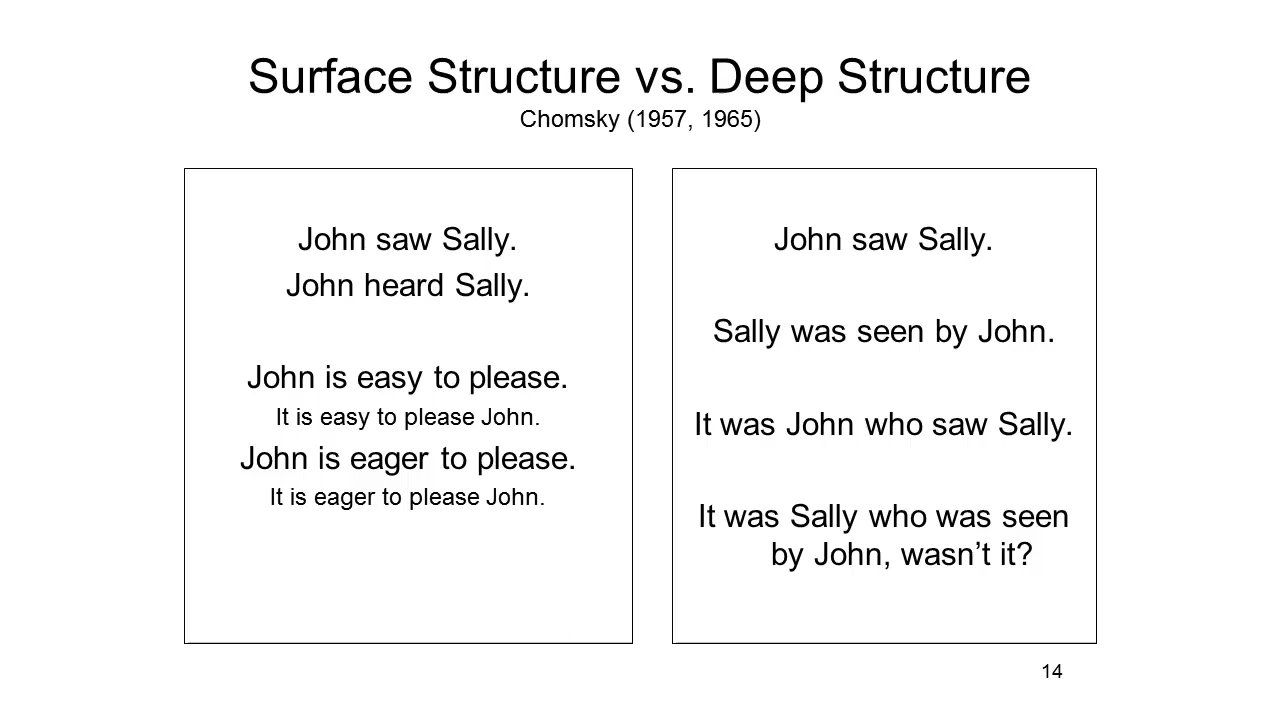 Surface Structure vs. Deep Structure
Chomsky (1957, 1965)
John saw Sally.
John heard Sally.
John is easy to please.
It is easy to please John.
John is eager to please.
It is eager to please John.
John saw Sally.
Sally was seen by John.
It was John who saw Sally.
It was Sally who was seen
by John, wasn’t it?
14